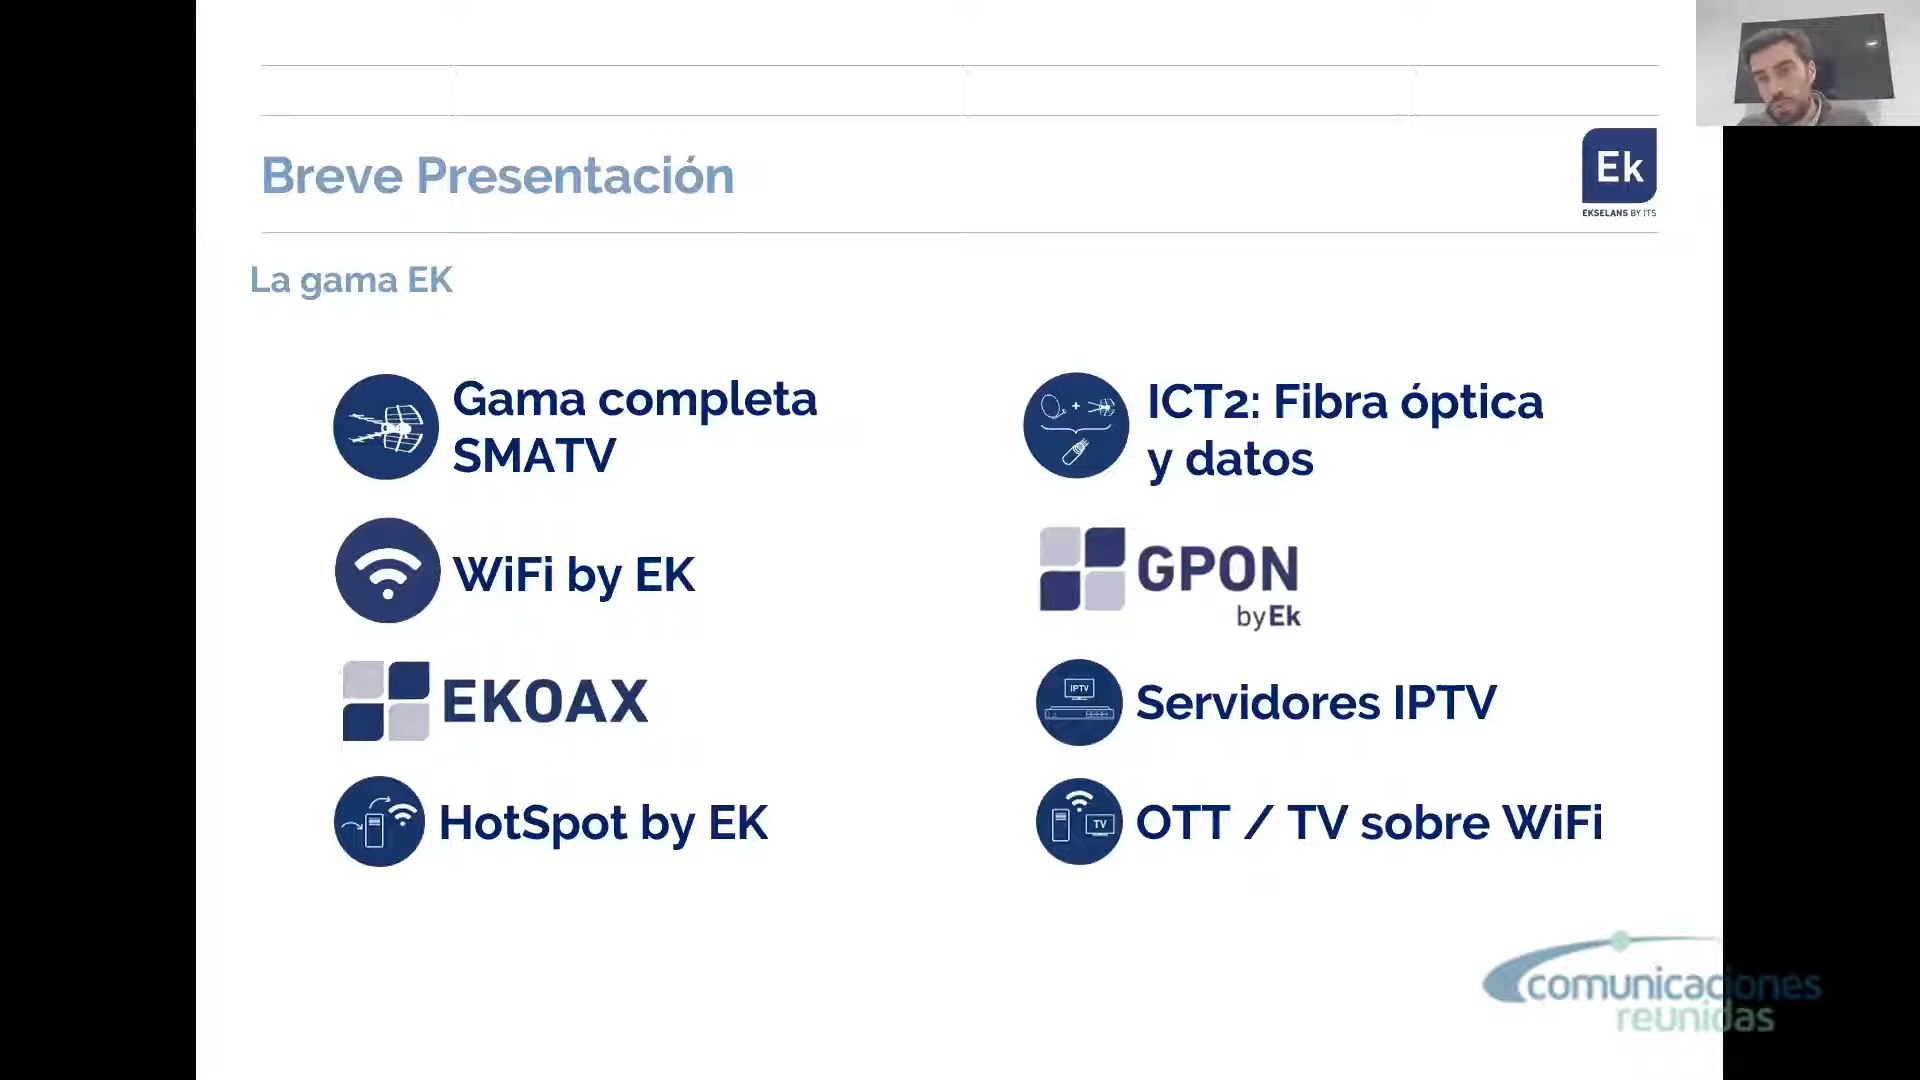 Breve Presentación
Ek
EKSELANS BY ITS
La gama EK
Gama completa
SMATV
ICT2: Fibra óptica
y datos
WiFi by EK
GPON
by Ek
EKOAX
IPTV
Servidores IPTV
HotSpot by EK
TV
OTT / TV sobre WiFi
comunicaciones
reunidas